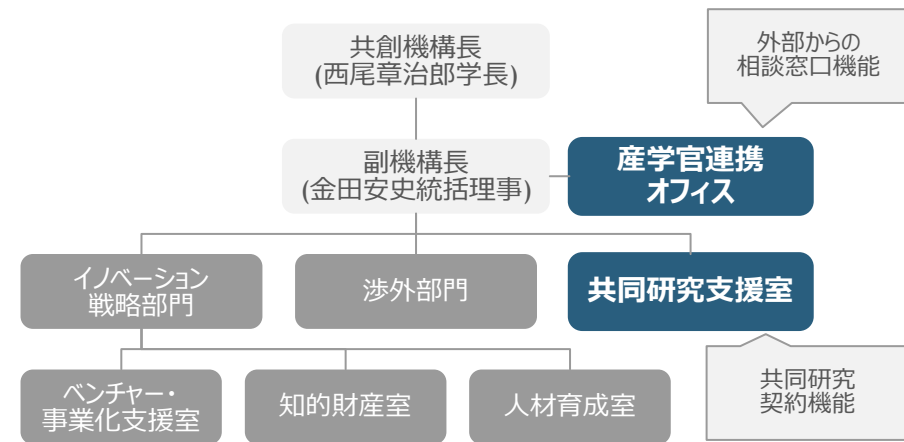 共創機構長
(西尾章治郎学長)
外部からの
相談窓口機能
副機構長
(金田安史統括理事)
産学官連携
オフィス
イノベーション
戦略部門
渉外部門
共同研究支援室
ベンチャー・
事業化支援室
知的財産室
人材育成室
共同研究
契約機能